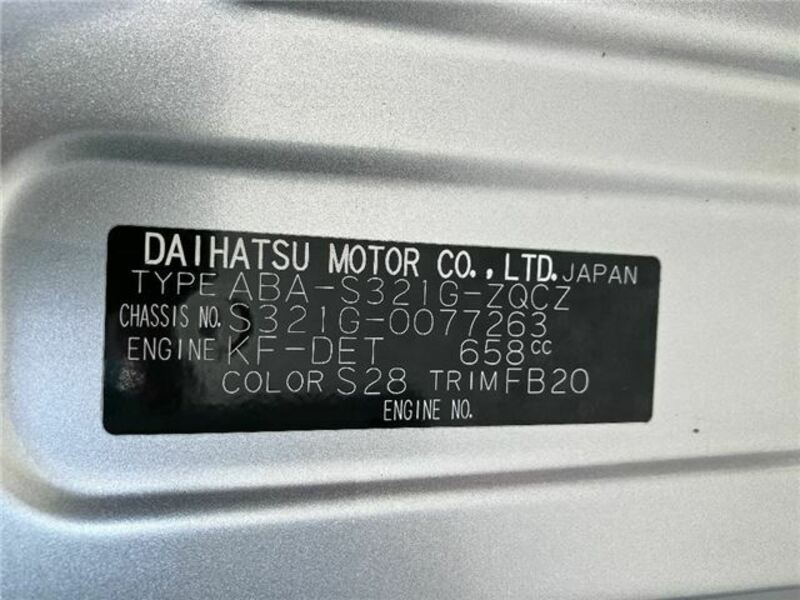 DAIHATSU MOTOR CO., LTD. JAPAN
TYPE ABA-S321G-ZQCZ
CHASSIS NO. S321G-0077263
ENGINE KF-DET 658cc
COLOR S28 TRIM FB20
ENGINE NO.